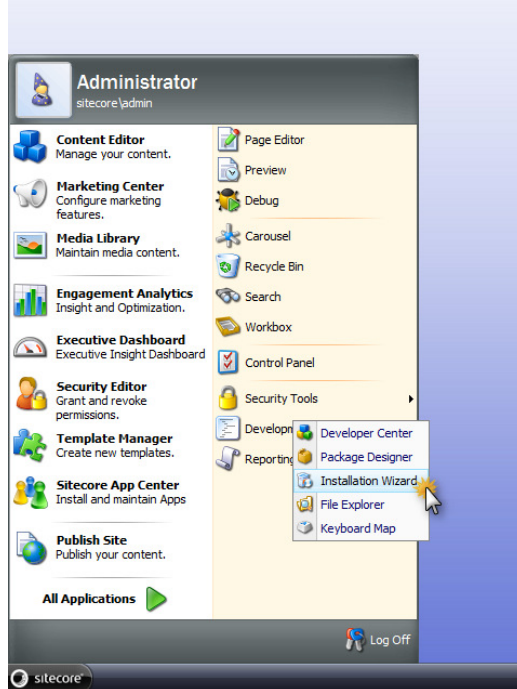 Administrator
sitecore\admin
Content Editor
Manage your content.
Marketing Center
Configure marketing
features.
Media Library
Maintain media content.
Engagement Analytics
Insight and Optimization.
Executive Dashboard
Executive Insight Dashboard
Security Editor
Grant and revoke
permissions.
Template Manager
Create new templates.
Sitecore App Center
Install and maintain Apps
Publish Site
Publish your content.
All Applications
Page Editor
Preview
Debug
Carousel
Recycle Bin
Search
Workbox
Control Panel
Security Tools
Developm
Reporting
Developer Center
Package Designer
Installation Wizard
File Explorer
Keyboard Map
Log Off
sitecore